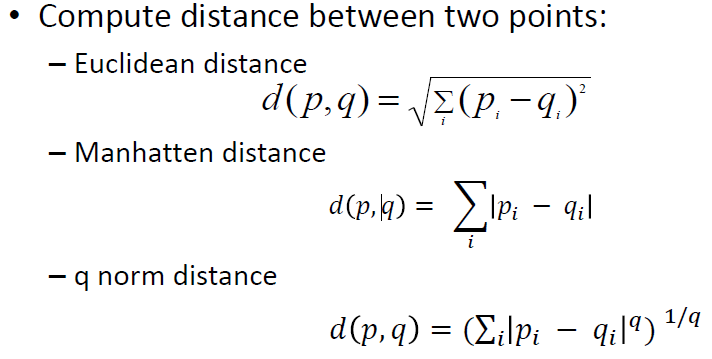 • Compute distance between two points:
– Euclidean distance
d(p,q) = √∑ᵢ(pᵢ − qᵢ)²
– Manhatten distance
d(p,q) = ∑ᵢ|pᵢ − qᵢ|
– q norm distance
d(p,q) = (∑ᵢ|pᵢ − qᵢ|^q)^1/q